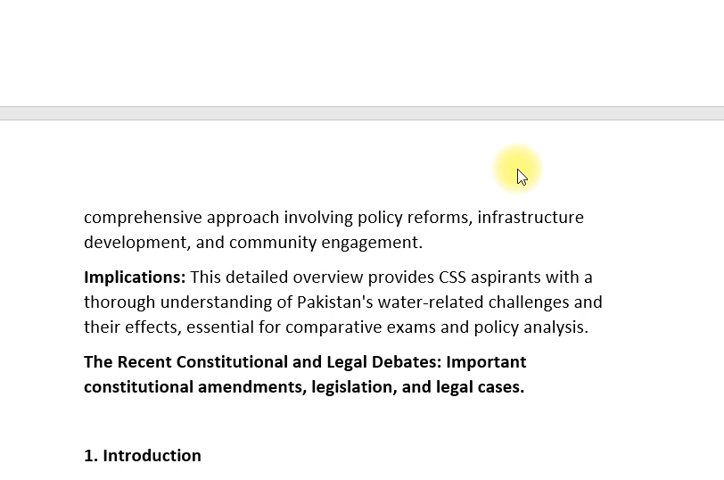 comprehensive approach involving policy reforms, infrastructure
development, and community engagement.
Implications: This detailed overview provides CSS aspirants with a
thorough understanding of Pakistan's water-related challenges and
their effects, essential for comparative exams and policy analysis.
The Recent Constitutional and Legal Debates: Important
constitutional amendments, legislation, and legal cases.
1. Introduction